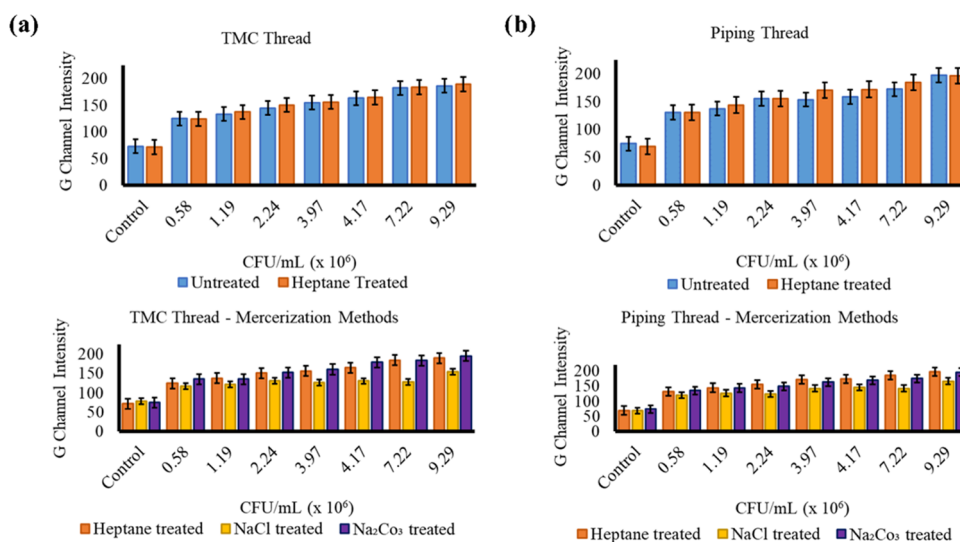 (a)
TMC Thread
G Channel Intensity
200
150
100
50
0
Control 0.58 1.19 2.24 3.97 4.17 7.22 9.29
CFU/mL (x 10⁶)
Untreated Heptane Treated
TMC Thread - Mercerization Methods
G Channel Intensity
200
150
100
50
0
Control 0.58 1.19 2.24 3.97 4.17 7.22 9.29
CFU/mL (x 10⁶)
Heptane treated NaCl treated Na₂Co₃ treated
(b)
Piping Thread
G Channel Intensity
200
150
100
50
0
Control 0.58 1.19 2.24 3.97 4.17 7.22 9.29
CFU/mL (x 10⁶)
Untreated Heptane treated
Piping Thread - Mercerization Methods
G Channel Intensity
200
150
100
50
0
Control 0.58 1.19 2.24 3.97 4.17 7.22 9.29
CFU/mL (x 10⁶)
Heptane treated NaCl treated Na₂Co₃ treated